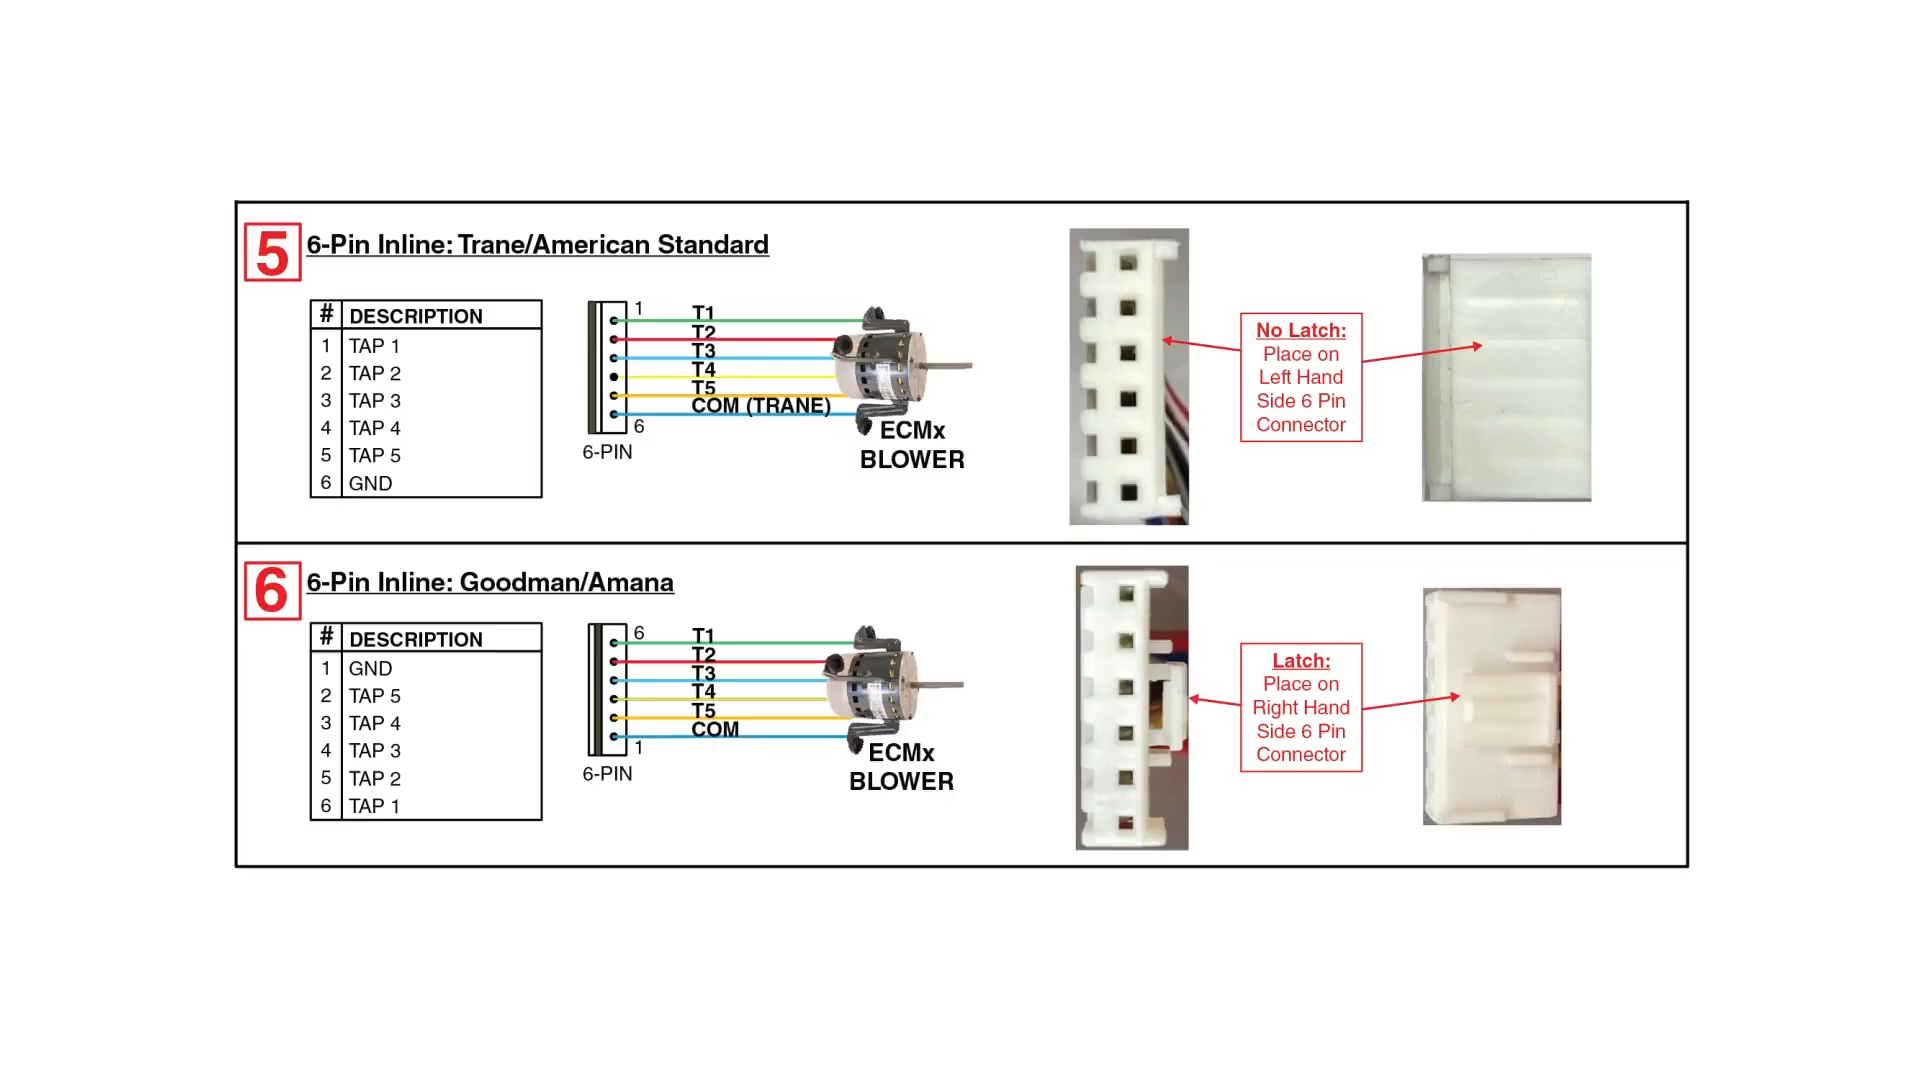 5
6-Pin Inline: Trane/American Standard
# DESCRIPTION
1 TAP 1
2 TAP 2
3 TAP 3
4 TAP 4
5 TAP 5
6 GND
1
T1
T2
T3
T4
T5
COM (TRANE)
6
6-PIN
ECMx
BLOWER
No Latch:
Place on
Left Hand
Side 6 Pin
Connector
6
6-Pin Inline: Goodman/Amana
# DESCRIPTION
1 GND
2 TAP 5
3 TAP 4
4 TAP 3
5 TAP 2
6 TAP 1
6
T1
T2
T3
T4
T5
COM
1
6-PIN
ECMx
BLOWER
Latch:
Place on
Right Hand
Side 6 Pin
Connector